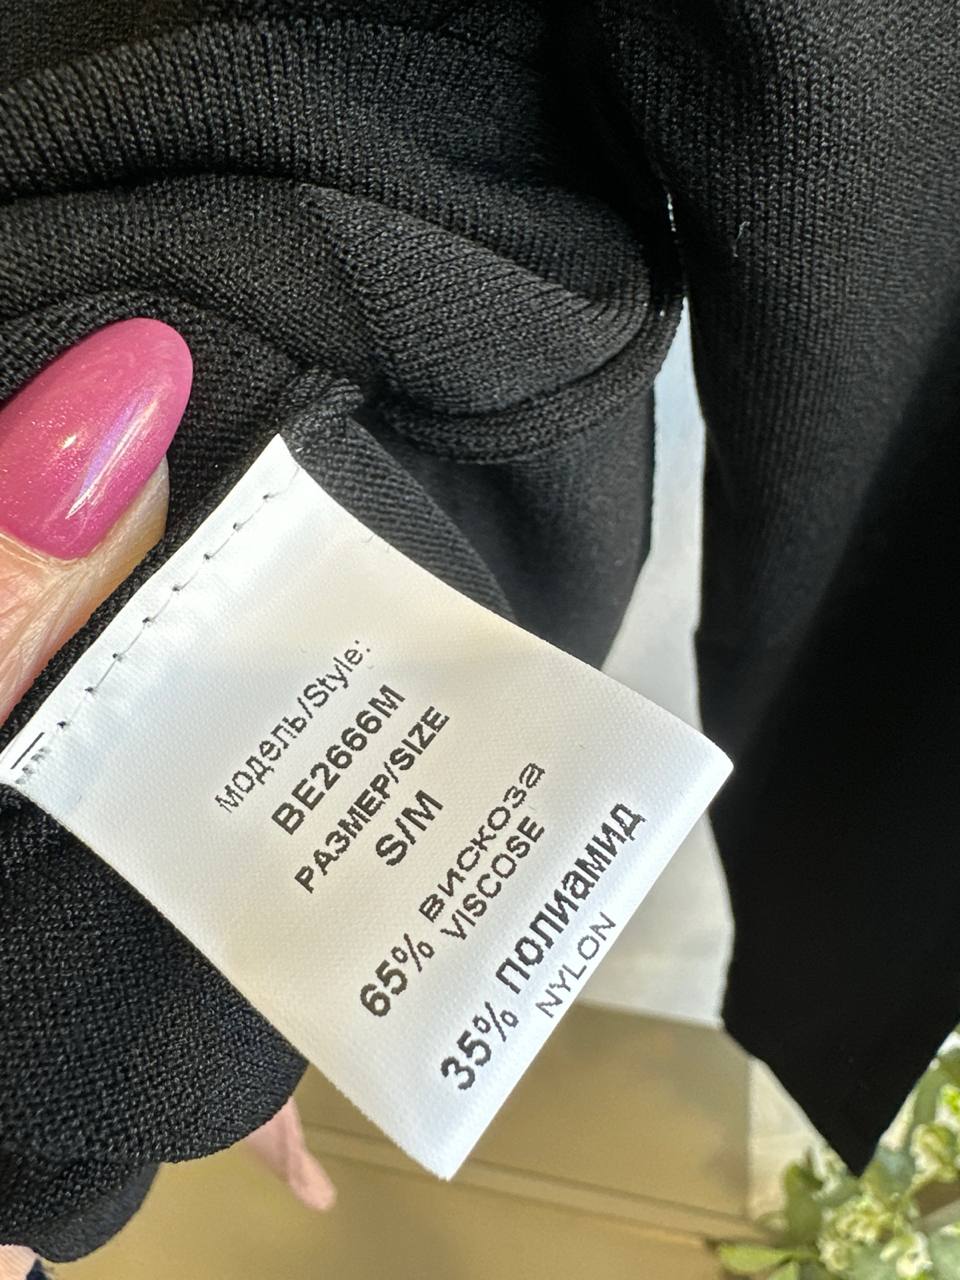 Модель/Style:
BE2666M
РАЗМЕР/SIZE
S/M
65% вискоза
VISCOSE
35% полиамид
NYLON